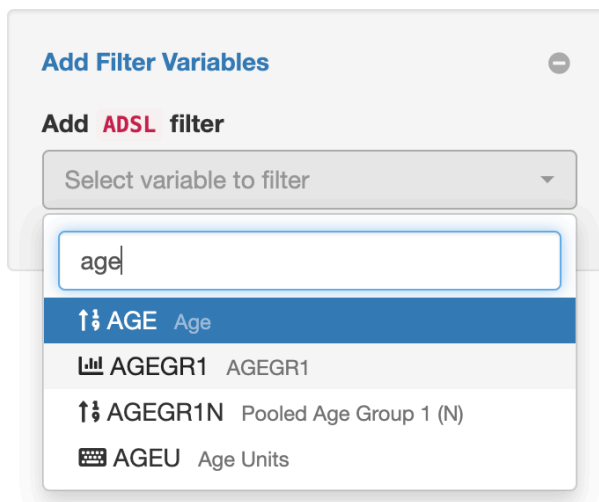 Add Filter Variables
Add ADSL filter
Select variable to filter
age
AGE Age
AGEGR1 AGEGR1
AGEGR1N Pooled Age Group 1 (N)
AGEU Age Units